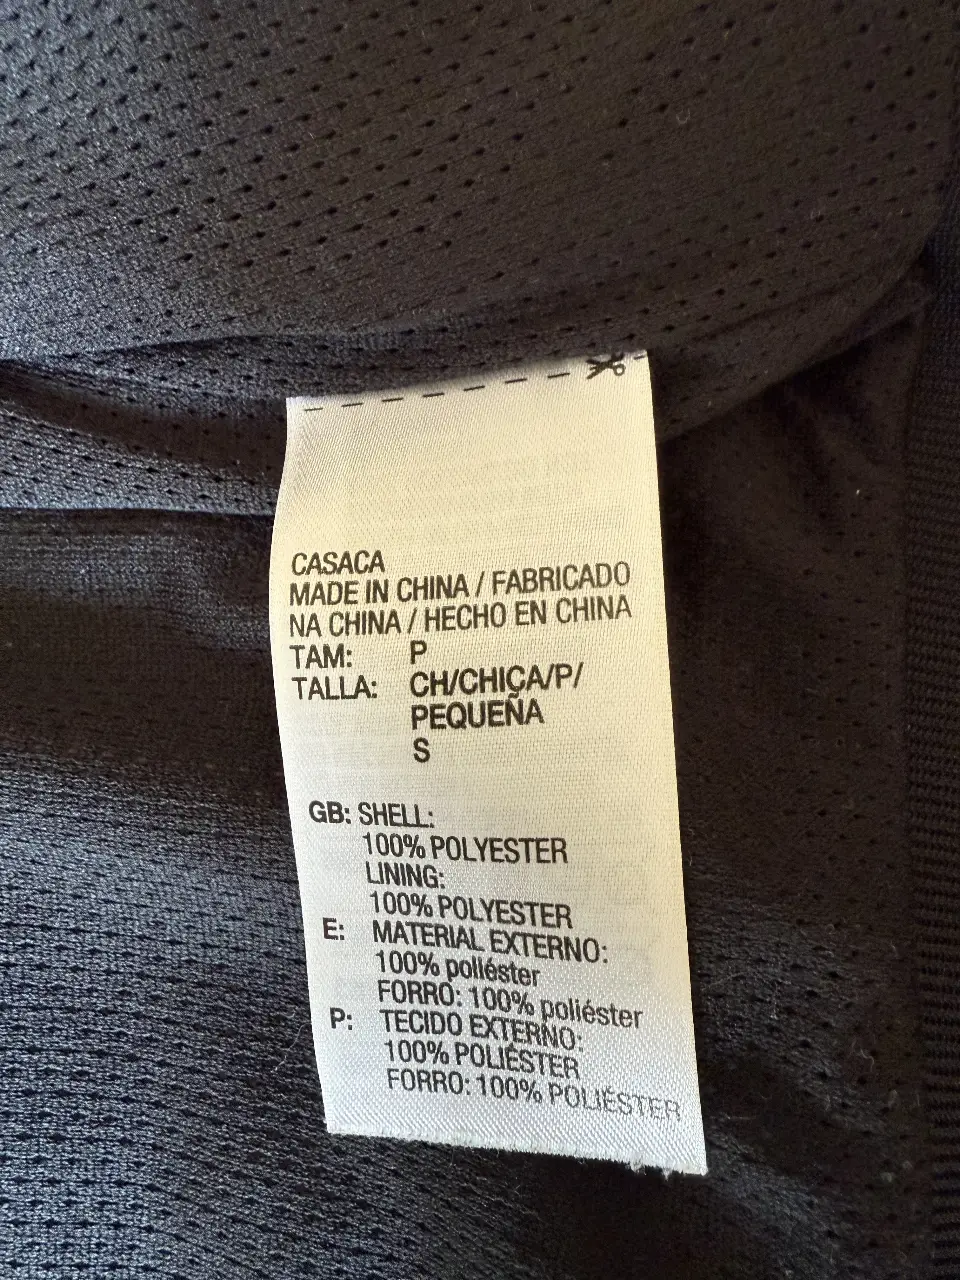 CASACA
MADE IN CHINA / FABRICADO
NA CHINA / HECHO EN CHINA
TAM: P
TALLA: CH/CHICA/P/
PEQUEÑA
S
GB: SHELL:
100% POLYESTER
LINING:
100% POLYESTER
E: MATERIAL EXTERNO:
100% poliéster
FORRO: 100% poliéster
P: TECIDO EXTERNO:
100% POLIÉSTER
FORRO: 100% POLIÉSTER